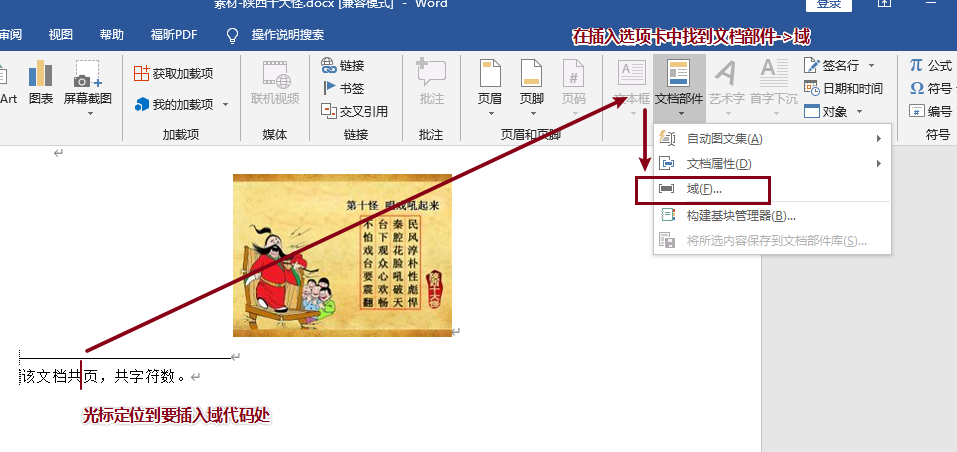 素材-陕西十大怪.docx [兼容模式] - Word
登录
审阅 视图 帮助 福昕PDF 操作说明搜索
在插入选项卡中找到文档部件->域
Art
图表
屏幕截图
获取加载项
我的加载项
加载项
联机视频
媒体
链接
书签
交叉引用
链接
批注
批注
页眉
页脚
页码
页眉和页脚
文本框
文档部件
艺术字
首字下沉
签名行
日期和时间
对象
公式
符号
编号
符号
自动图文集(A)
文档属性(D)
域(F)...
构建基块管理器(B)...
将所选内容保存到文档部件库(S)...
第十怪 唱戏吼起来
民风淳朴性彪悍
秦腔花脸吼破天
台下观众心欢畅
不怕戏台要震翻
陕西十大怪
该文档共页，共字符数。
光标定位到要插入域代码处